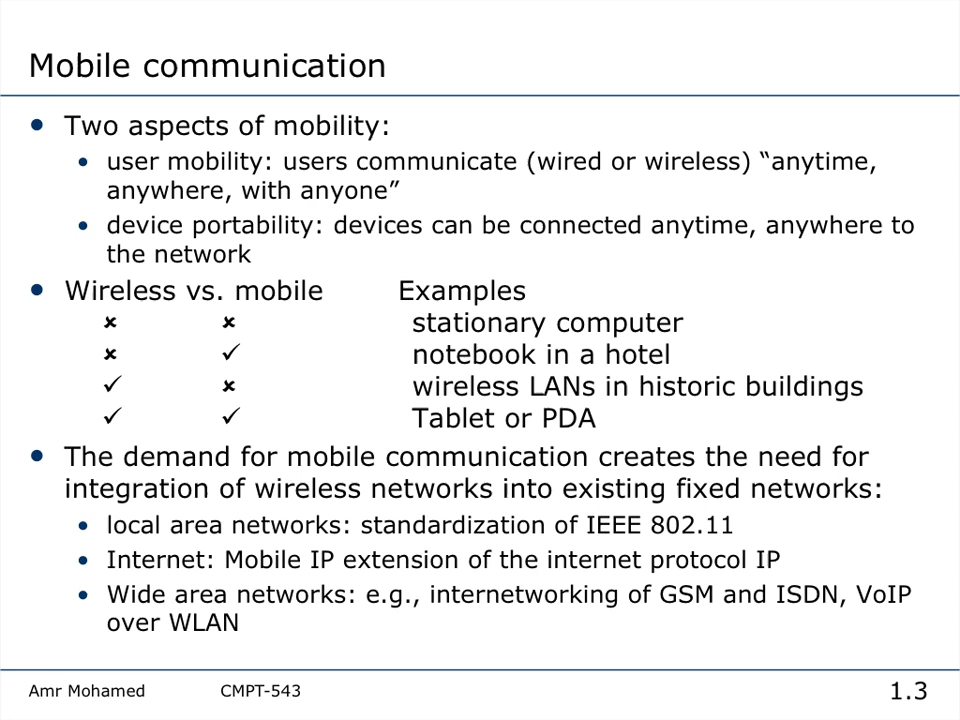 Mobile communication
• Two aspects of mobility:
• user mobility: users communicate (wired or wireless) “anytime,
anywhere, with anyone”
• device portability: devices can be connected anytime, anywhere to
the network
• Wireless vs. mobile Examples
✗ ✗ stationary computer
✗ ✓ notebook in a hotel
✓ ✗ wireless LANs in historic buildings
✓ ✓ Tablet or PDA
• The demand for mobile communication creates the need for
integration of wireless networks into existing fixed networks:
• local area networks: standardization of IEEE 802.11
• Internet: Mobile IP extension of the internet protocol IP
• Wide area networks: e.g., internetworking of GSM and ISDN, VoIP
over WLAN
Amr Mohamed CMPT-543 1.3